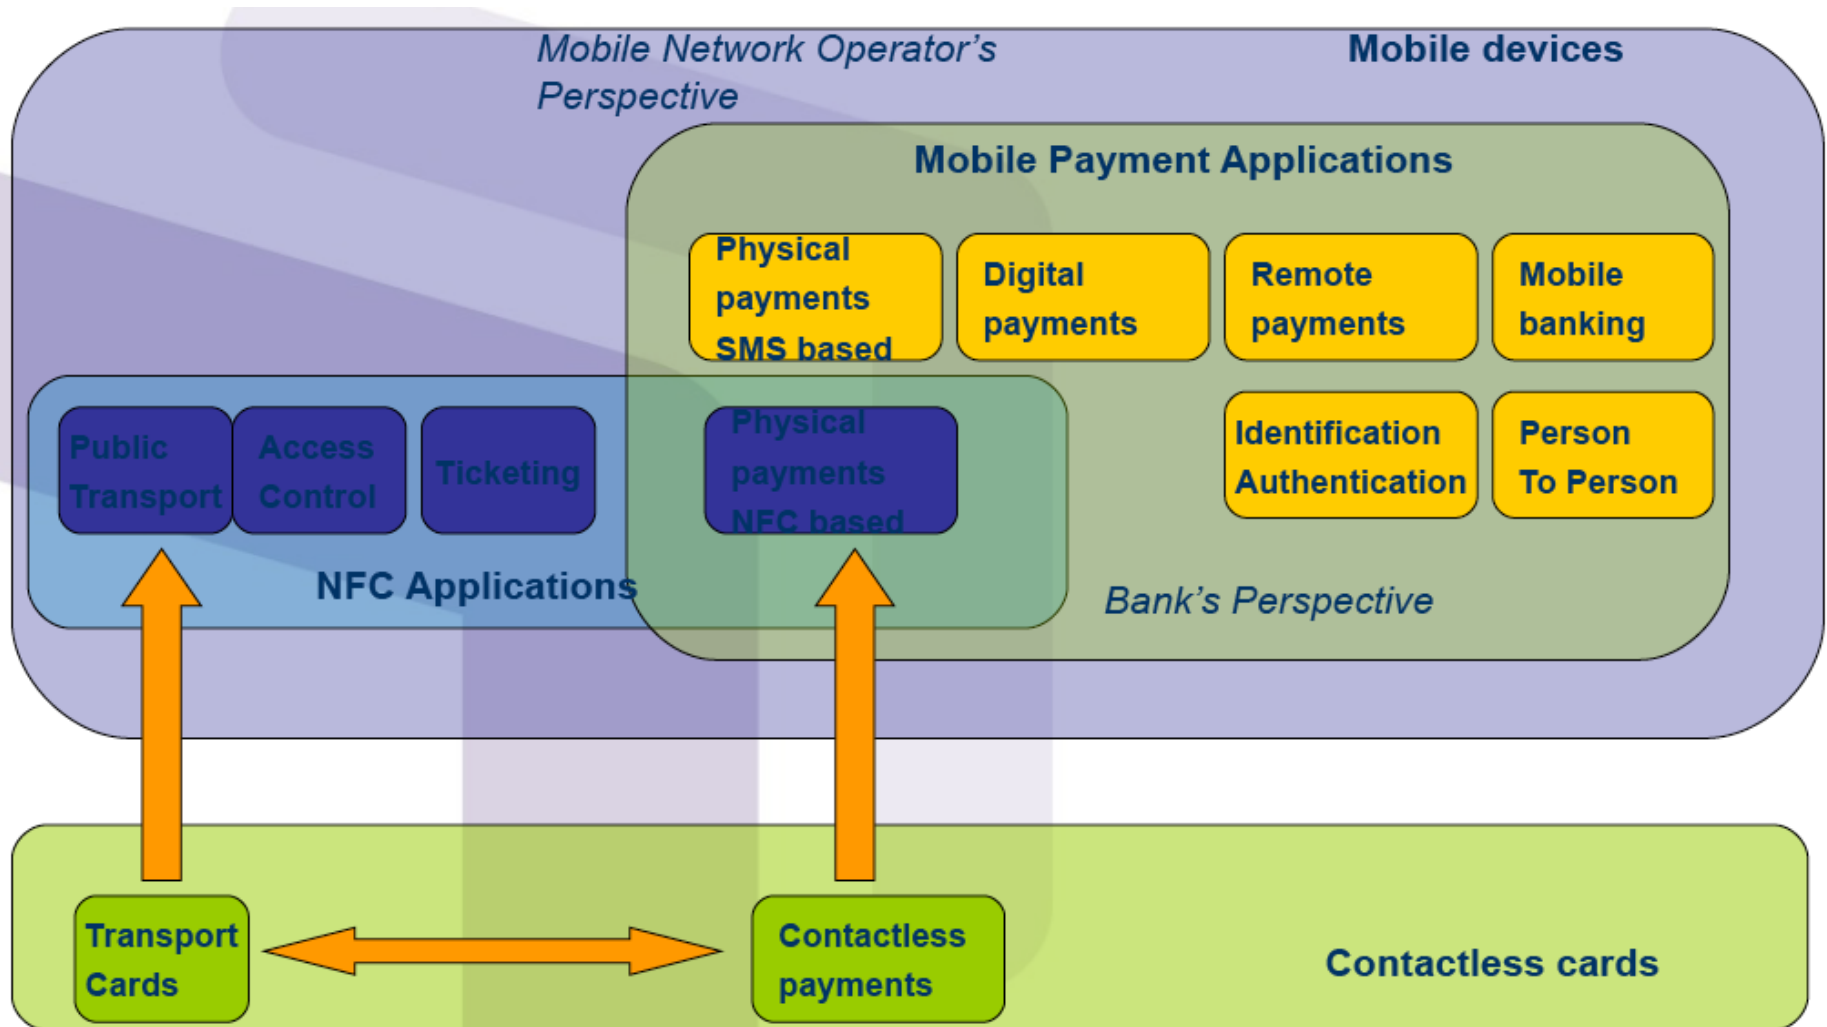 Mobile Network Operator's
Perspective
Mobile devices
Mobile Payment Applications
Physical
payments
SMS based
Digital
payments
Remote
payments
Mobile
banking
Public
Transport
Access
Control
Ticketing
Physical
payments
NFC based
Identification
Authentication
Person
To Person
NFC Applications
Bank's Perspective
Transport
Cards
Contactless
payments
Contactless cards